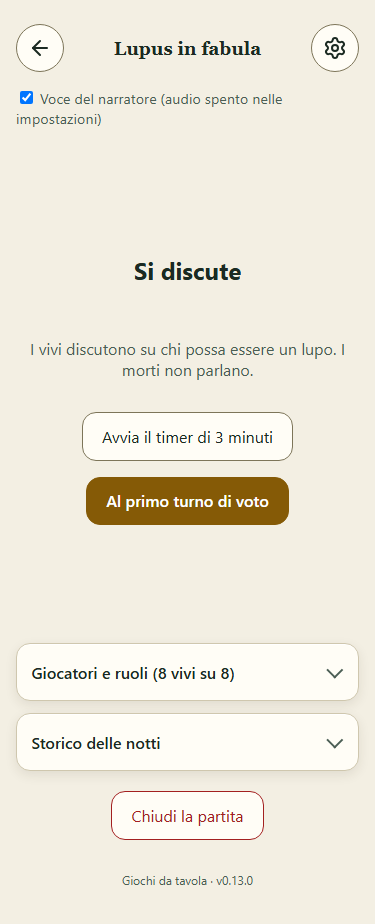 Lupus in fabula
Voce del narratore (audio spento nelle
impostazioni)
Si discute
I vivi discutono su chi possa essere un lupo. I
morti non parlano.
Avvia il timer di 3 minuti
Al primo turno di voto
Giocatori e ruoli (8 vivi su 8)
Storico delle notti
Chiudi la partita
Giochi da tavola · v0.13.0